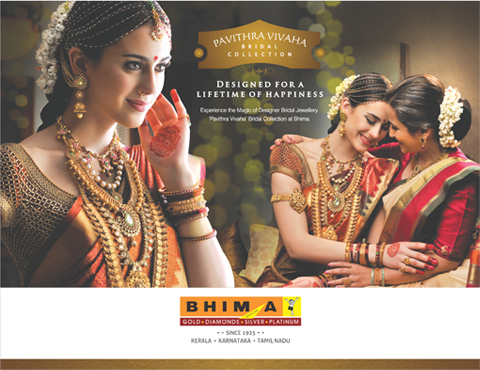 PAVITHRA VIVAHA
BRIDAL
COLLECTION
DESIGNED FOR A
LIFETIME OF HAPPINESS
Experience the Magic of Designer Bridal Jewellery.
'Pavithra Vivaha' Bridal Collection at Bhima.
BHIMA
GOLD • DIAMONDS • SILVER • PLATINUM
• • SINCE 1925 • •
KERALA • KARNATAKA • TAMIL NADU